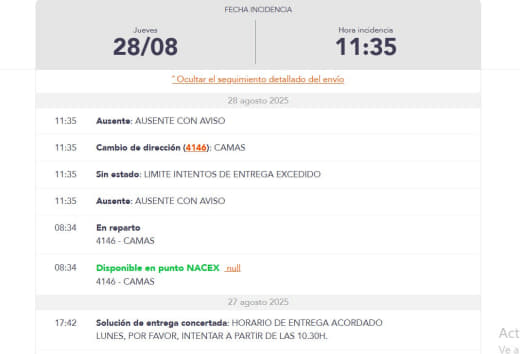 FECHA INCIDENCIA
Jueves
28/08
Hora incidencia
11:35
ˆ Ocultar el seguimiento detallado del envío
28 agosto 2025
11:35 Ausente: AUSENTE CON AVISO
11:35 Cambio de dirección (4146): CAMAS
11:35 Sin estado: LIMITE INTENTOS DE ENTREGA EXCEDIDO
11:35 Ausente: AUSENTE CON AVISO
08:34 En reparto
4146 - CAMAS
08:34 Disponible en punto NACEX null
4146 - CAMAS
27 agosto 2025
17:42 Solución de entrega concertada: HORARIO DE ENTREGA ACORDADO
LUNES, POR FAVOR, INTENTAR A PARTIR DE LAS 10.30H.
Act
Ve a